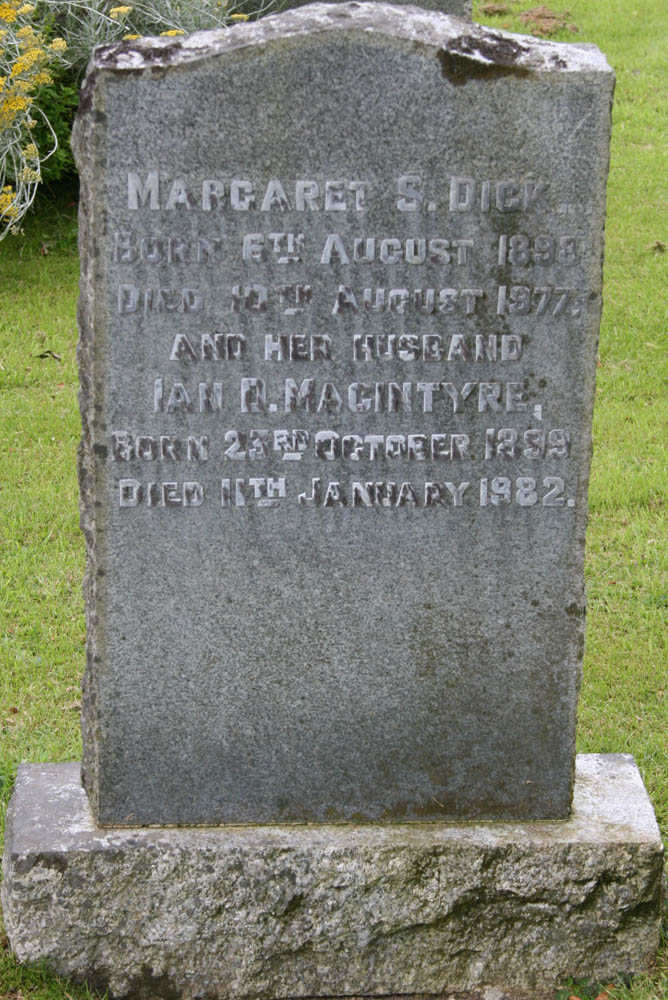 MARGARET S. DICK
BORN 6TH AUGUST 1898
DIED 10TH AUGUST 1977.
AND HER HUSBAND
IAN D. MACINTYRE,
BORN 23RD OCTOBER 1899
DIED 11TH JANUARY 1982.